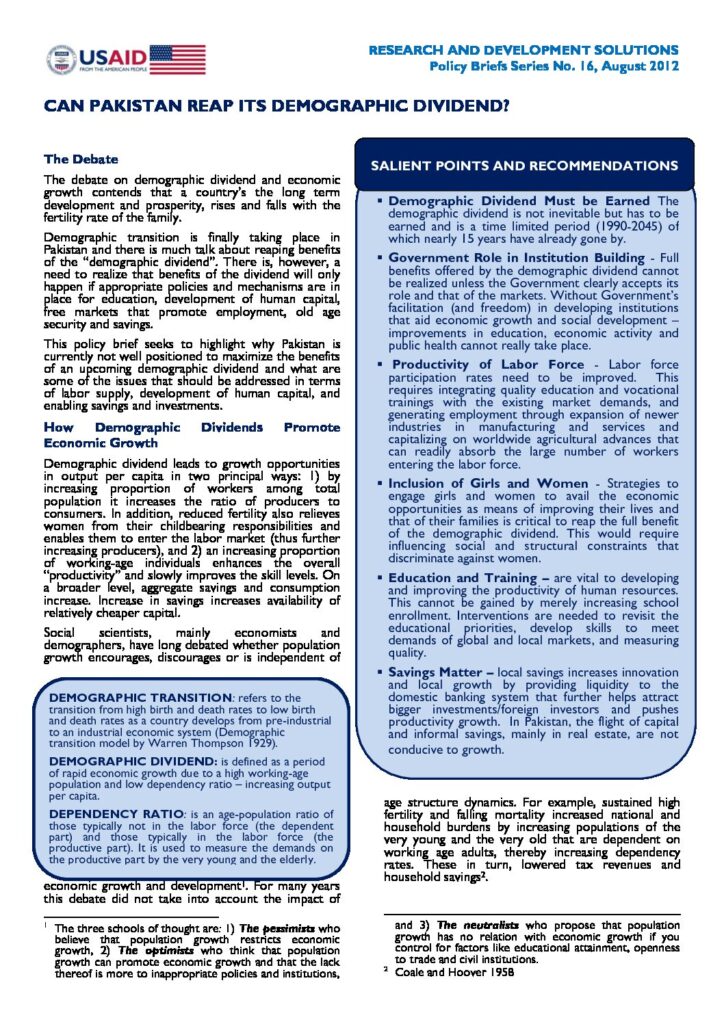 USAID
FROM THE AMERICAN PEOPLE
RESEARCH AND DEVELOPMENT SOLUTIONS
Policy Briefs Series No. 16, August 2012
CAN PAKISTAN REAP ITS DEMOGRAPHIC DIVIDEND?
The Debate
The debate on demographic dividend and economic
growth contends that a country's the long term
development and prosperity, rises and falls with the
fertility rate of the family.
Demographic transition is finally taking place in
Pakistan and there is much talk about reaping benefits
of the "demographic dividend". There is, however, a
need to realize that benefits of the dividend will only
happen if appropriate policies and mechanisms are in
place for education, development of human capital,
free markets that promote employment, old age
security and savings.
This policy brief seeks to highlight why Pakistan is
currently not well positioned to maximize the benefits
of an upcoming demographic dividend and what are
some of the issues that should be addressed in terms
of labor supply, development of human capital, and
enabling savings and investments.
How Demographic Dividends Promote
Economic Growth
Demographic dividend leads to growth opportunities
in output per capita in two principal ways: 1) by
increasing proportion of workers among total
population it increases the ratio of producers to
consumers. In addition, reduced fertility also relieves
women from their childbearing responsibilities and
enables them to enter the labor market (thus further
increasing producers), and 2) an increasing proportion
of working-age individuals enhances the overall
"productivity" and slowly improves the skill levels. On
a broader level, aggregate savings and consumption
increase. Increase in savings increases availability of
relatively cheaper capital.
Social scientists, mainly economists and
demographers, have long debated whether population
growth encourages, discourages or is independent of
DEMOGRAPHIC TRANSITION: refers to the
transition from high birth and death rates to low birth
and death rates as a country develops from pre-industrial
to an industrial economic system (Demographic
transition model by Warren Thompson 1929).
DEMOGRAPHIC DIVIDEND: is defined as a period
of rapid economic growth due to a high working-age
population and low dependency ratio – increasing output
per capita.
DEPENDENCY RATIO: is an age-population ratio of
those typically not in the labor force (the dependent
part) and those typically in the labor force (the
productive part). It is used to measure the demands on
the productive part by the very young and the elderly.
economic growth and development¹. For many years
this debate did not take into account the impact of
¹ The three schools of thought are: 1) The pessimists who
believe that population growth restricts economic
growth, 2) The optimists who think that population
growth can promote economic growth and that the lack
thereof is more to inappropriate policies and institutions,
SALIENT POINTS AND RECOMMENDATIONS
▪ Demographic Dividend Must be Earned The
demographic dividend is not inevitable but has to be
earned and is a time limited period (1990-2045) of
which nearly 15 years have already gone by.
▪ Government Role in Institution Building - Full
benefits offered by the demographic dividend cannot
be realized unless the Government clearly accepts its
role and that of the markets. Without Government's
facilitation (and freedom) in developing institutions
that aid economic growth and social development –
improvements in education, economic activity and
public health cannot really take place.
▪ Productivity of Labor Force - Labor force
participation rates need to be improved. This
requires integrating quality education and vocational
trainings with the existing market demands, and
generating employment through expansion of newer
industries in manufacturing and services and
capitalizing on worldwide agricultural advances that
can readily absorb the large number of workers
entering the labor force.
▪ Inclusion of Girls and Women - Strategies to
engage girls and women to avail the economic
opportunities as means of improving their lives and
that of their families is critical to reap the full benefit
of the demographic dividend. This would require
influencing social and structural constraints that
discriminate against women.
▪ Education and Training – are vital to developing
and improving the productivity of human resources.
This cannot be gained by merely increasing school
enrollment. Interventions are needed to revisit the
educational priorities, develop skills to meet
demands of global and local markets, and measuring
quality.
▪ Savings Matter – local savings increases innovation
and local growth by providing liquidity to the
domestic banking system that further helps attract
bigger investments/foreign investors and pushes
productivity growth. In Pakistan, the flight of capital
and informal savings, mainly in real estate, are not
conducive to growth.
age structure dynamics. For example, sustained high
fertility and falling mortality increased national and
household burdens by increasing populations of the
very young and the very old that are dependent on
working age adults, thereby increasing dependency
rates. These in turn, lowered tax revenues and
household savings².
and 3) The neutralists who propose that population
growth has no relation with economic growth if you
control for factors like educational attainment, openness
to trade and civil institutions.
² Coale and Hoover 1958